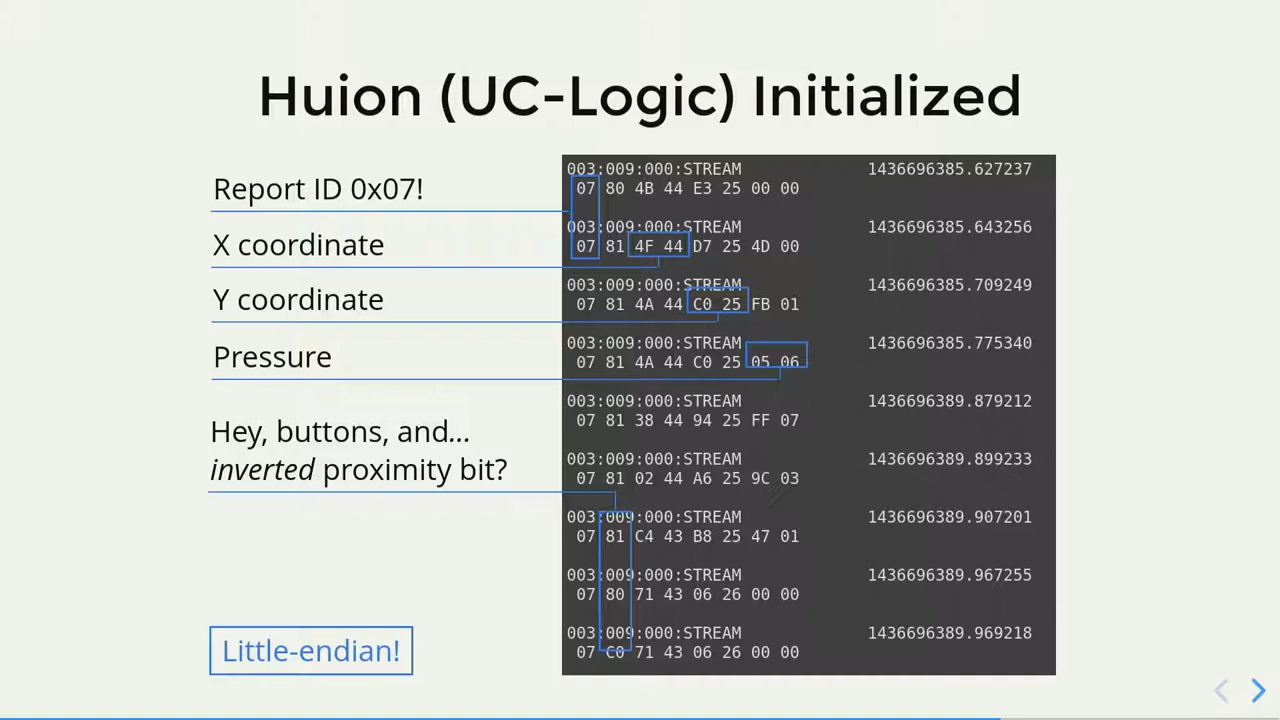 Huion (UC-Logic) Initialized
Report ID 0x07!
X coordinate
Y coordinate
Pressure
Hey, buttons, and…
inverted proximity bit?
Little-endian!
003:009:000:STREAM 1436696385.627237
07 80 4B 44 E3 25 00 00
003:009:000:STREAM 1436696385.643256
07 81 4F 44 D7 25 4D 00
003:009:000:STREAM 1436696385.709249
07 81 4A 44 C0 25 FB 01
003:009:000:STREAM 1436696385.775340
07 81 4A 44 C0 25 05 06
003:009:000:STREAM 1436696389.879212
07 81 38 44 94 25 FF 07
003:009:000:STREAM 1436696389.899233
07 81 02 44 A6 25 9C 03
003:009:000:STREAM 1436696389.907201
07 81 C4 43 B8 25 47 01
003:009:000:STREAM 1436696389.967255
07 80 71 43 06 26 00 00
003:009:000:STREAM 1436696389.969218
07 C0 71 43 06 26 00 00